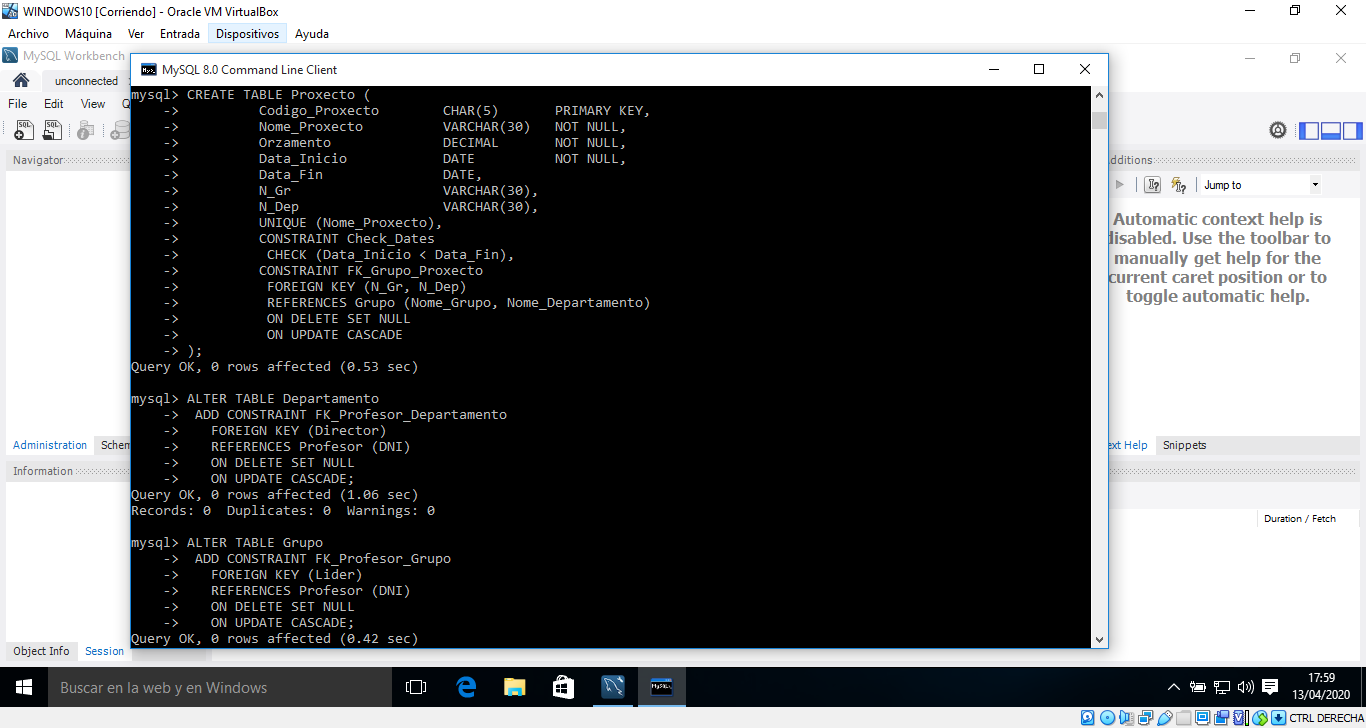 WINDOWS10 [Corriendo] - Oracle VM VirtualBox
Archivo Máquina Ver Entrada Dispositivos Ayuda
MySQL Workbench
unconnected
File Edit View Q
Navigator
Administration Schem
Information
Object Info Session
MySQL 8.0 Command Line Client
mysql> CREATE TABLE Proxecto (
    ->          Codigo_Proxecto        CHAR(5)       PRIMARY KEY,
    ->          Nome_Proxecto          VARCHAR(30)   NOT NULL,
    ->          Orzamento              DECIMAL       NOT NULL,
    ->          Data_Inicio            DATE          NOT NULL,
    ->          Data_Fin               DATE,
    ->          N_Gr                   VARCHAR(30),
    ->          N_Dep                  VARCHAR(30),
    ->          UNIQUE (Nome_Proxecto),
    ->          CONSTRAINT Check_Dates
    ->           CHECK (Data_Inicio < Data_Fin),
    ->          CONSTRAINT FK_Grupo_Proxecto
    ->           FOREIGN KEY (N_Gr, N_Dep)
    ->           REFERENCES Grupo (Nome_Grupo, Nome_Departamento)
    ->           ON DELETE SET NULL
    ->           ON UPDATE CASCADE
    -> );
Query OK, 0 rows affected (0.53 sec)
mysql> ALTER TABLE Departamento
    ->  ADD CONSTRAINT FK_Profesor_Departamento
    ->    FOREIGN KEY (Director)
    ->    REFERENCES Profesor (DNI)
    ->    ON DELETE SET NULL
    ->    ON UPDATE CASCADE;
Query OK, 0 rows affected (1.06 sec)
Records: 0  Duplicates: 0  Warnings: 0
mysql> ALTER TABLE Grupo
    ->  ADD CONSTRAINT FK_Profesor_Grupo
    ->    FOREIGN KEY (Lider)
    ->    REFERENCES Profesor (DNI)
    ->    ON DELETE SET NULL
    ->    ON UPDATE CASCADE;
Query OK, 0 rows affected (0.42 sec)
dditions
Jump to
Automatic context help is
disabled. Use the toolbar to
manually get help for the
current caret position or to
toggle automatic help.
ext Help Snippets
Duration / Fetch
Buscar en la web y en Windows
17:59
13/04/2020
CTRL DERECHA